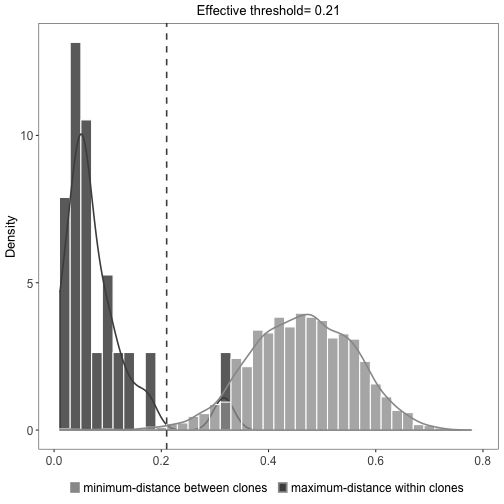 Effective threshold= 0.21
Density
10
5
0
0.0 0.2 0.4 0.6 0.8
minimum-distance between clones maximum-distance within clones